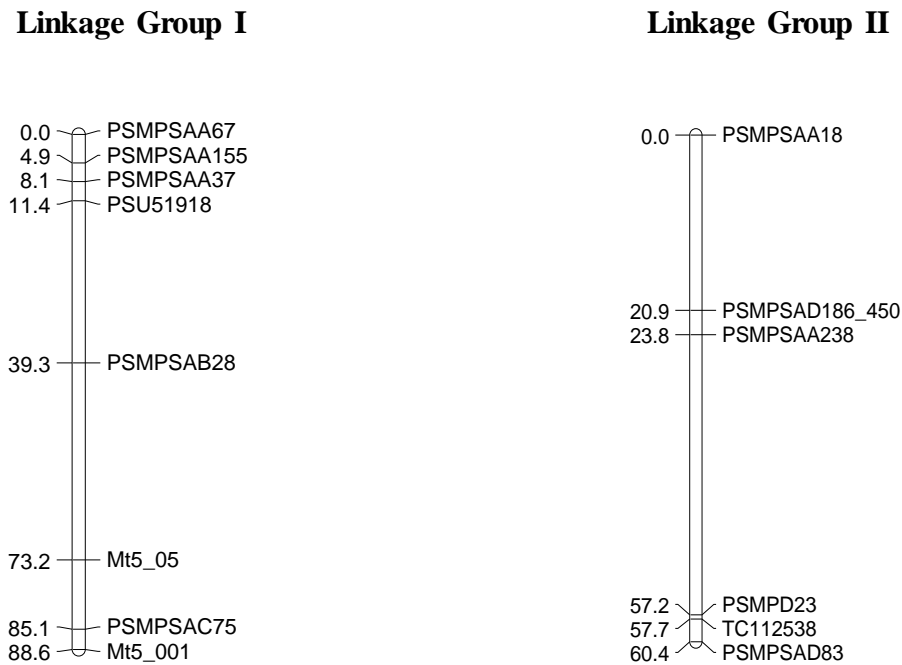 Linkage Group I
0.0 PSMPSAA67
4.9 PSMPSAA155
8.1 PSMPSAA37
11.4 PSU51918
39.3 PSMPSAB28
73.2 Mt5_05
85.1 PSMPSAC75
88.6 Mt5_001
Linkage Group II
0.0 PSMPSAA18
20.9 PSMPSAD186_450
23.8 PSMPSAA238
57.2 PSMPD23
57.7 TC112538
60.4 PSMPSAD83